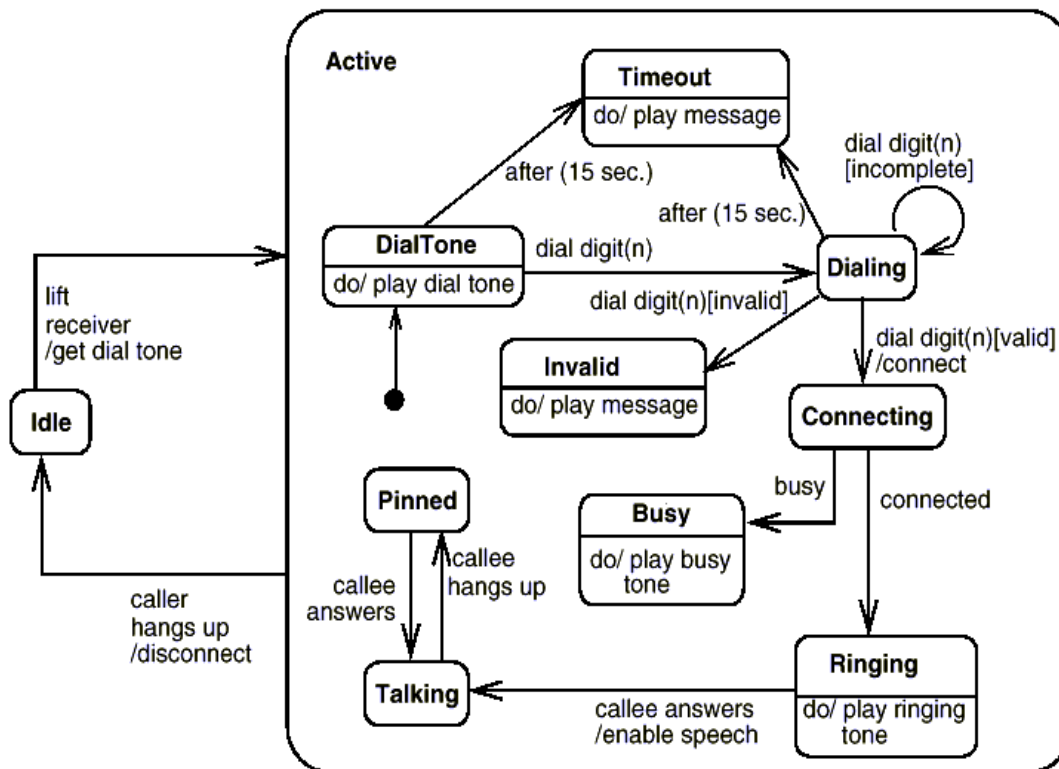 Active
Timeout
do/ play message
dial digit(n)
[incomplete]
after (15 sec.)
after (15 sec.)
DialTone
do/ play dial tone
dial digit(n)
Dialing
lift
receiver
/get dial tone
dial digit(n)[invalid]
Invalid
do/ play message
dial digit(n)[valid]
/connect
Idle
Connecting
Pinned
busy
connected
Busy
do/ play busy
tone
callee
answers
callee
hangs up
caller
hangs up
/disconnect
Talking
callee answers
/enable speech
Ringing
do/ play ringing
tone